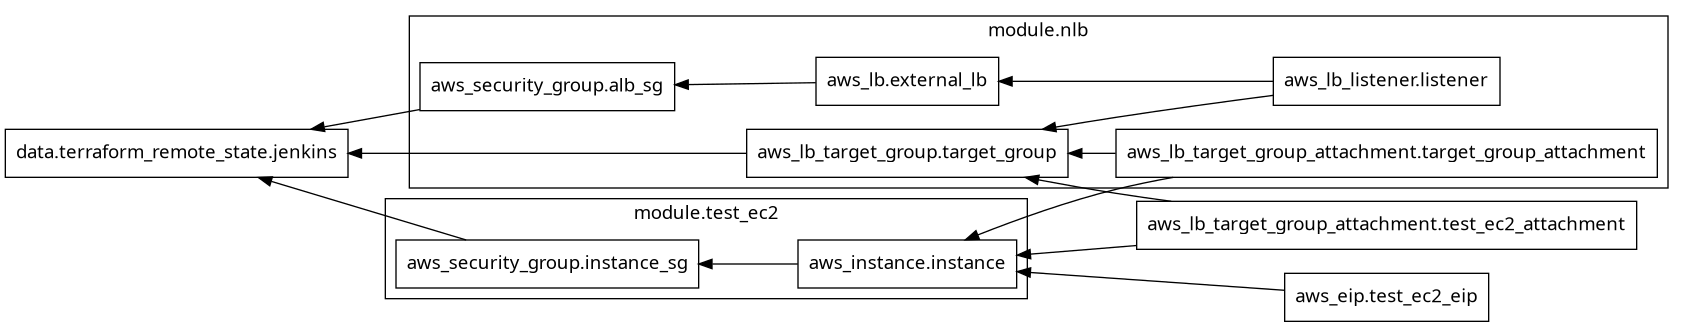 module.nlb
aws_security_group.alb_sg
aws_lb.external_lb
aws_lb_listener.listener
data.terraform_remote_state.jenkins
aws_lb_target_group.target_group
aws_lb_target_group_attachment.target_group_attachment
module.test_ec2
aws_lb_target_group_attachment.test_ec2_attachment
aws_security_group.instance_sg
aws_instance.instance
aws_eip.test_ec2_eip